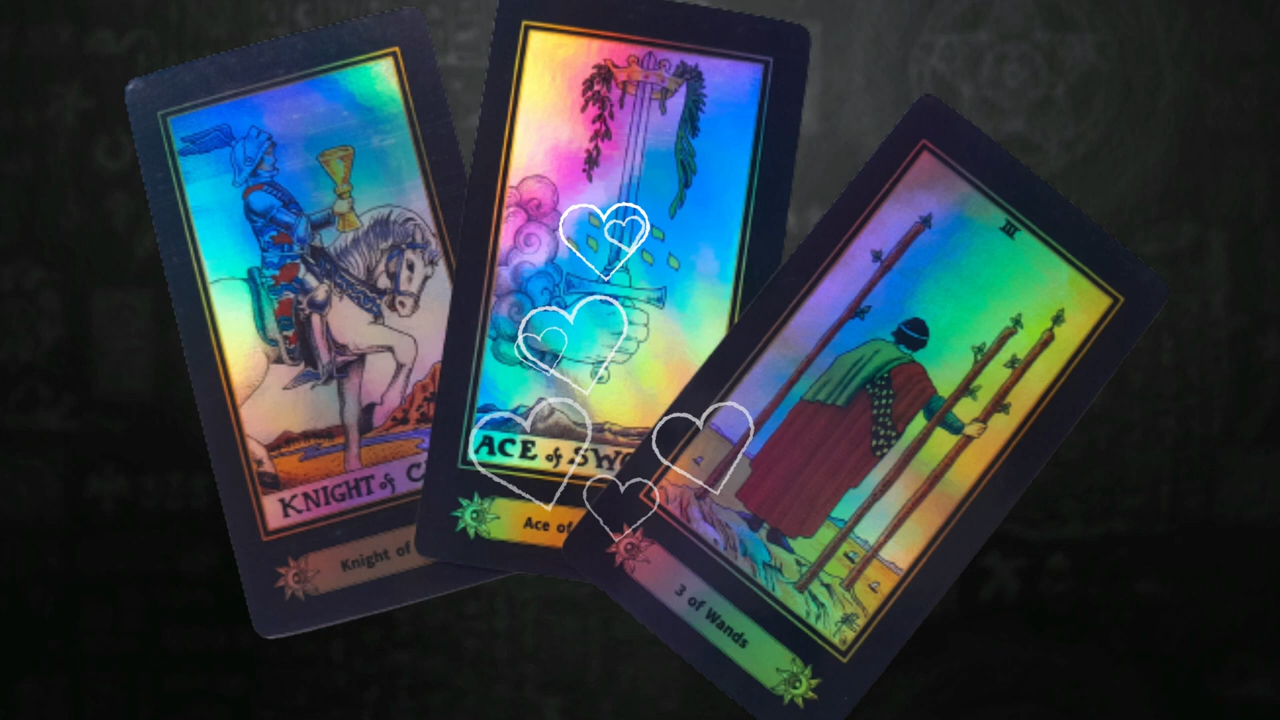 KNIGHT of C
Knight of
ACE of SW
Ace of
III
3 of Wands